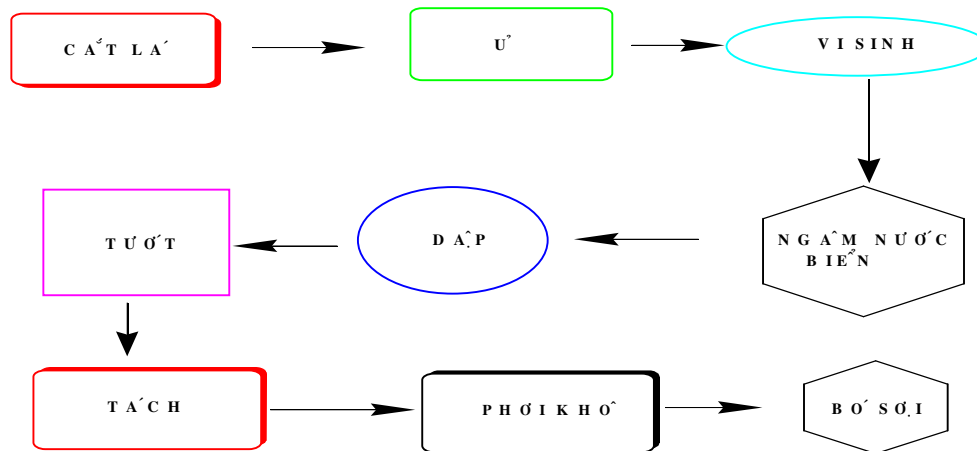 CẮT LÁ
Ủ
VI SINH
NGÂM NƯỚC
BIỂN
DẬP
TƯỚT
TÁCH
PHƠI KHÔ
BÓ SỢI